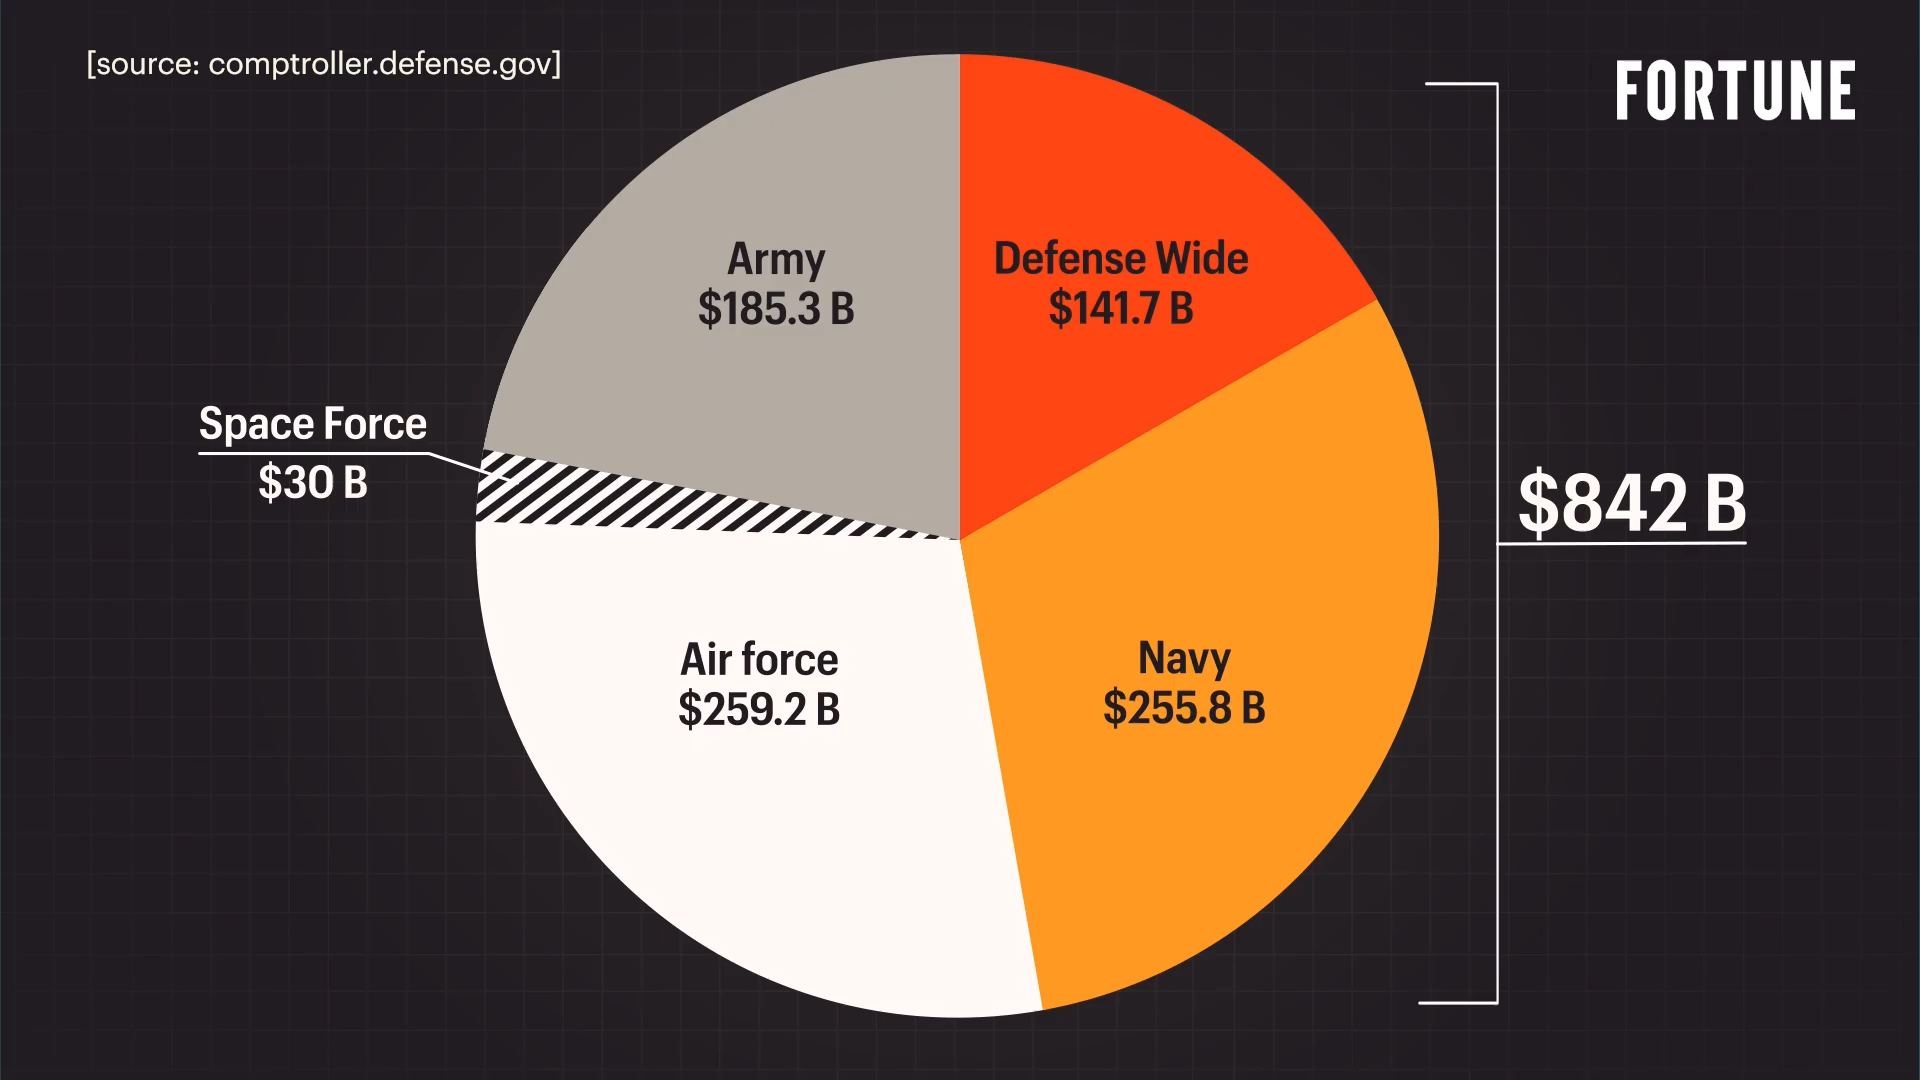 [source: comptroller.defense.gov]
FORTUNE
Army
$185.3 B
Defense Wide
$141.7 B
Space Force
$30 B
$842 B
Air force
$259.2 B
Navy
$255.8 B